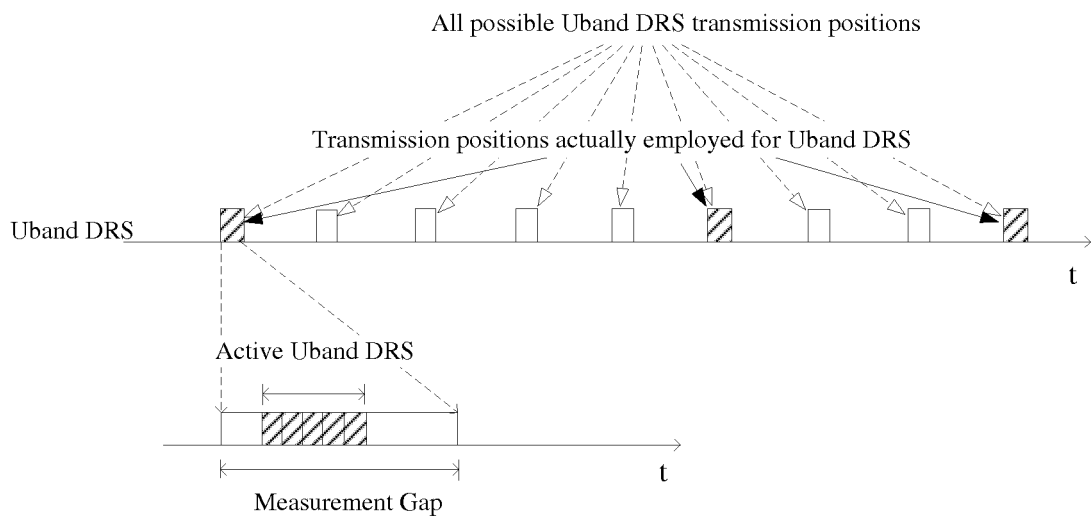 All possible Uband DRS transmission positions
Transmission positions actually employed for Uband DRS
Uband DRS
t
Active Uband DRS
t
Measurement Gap